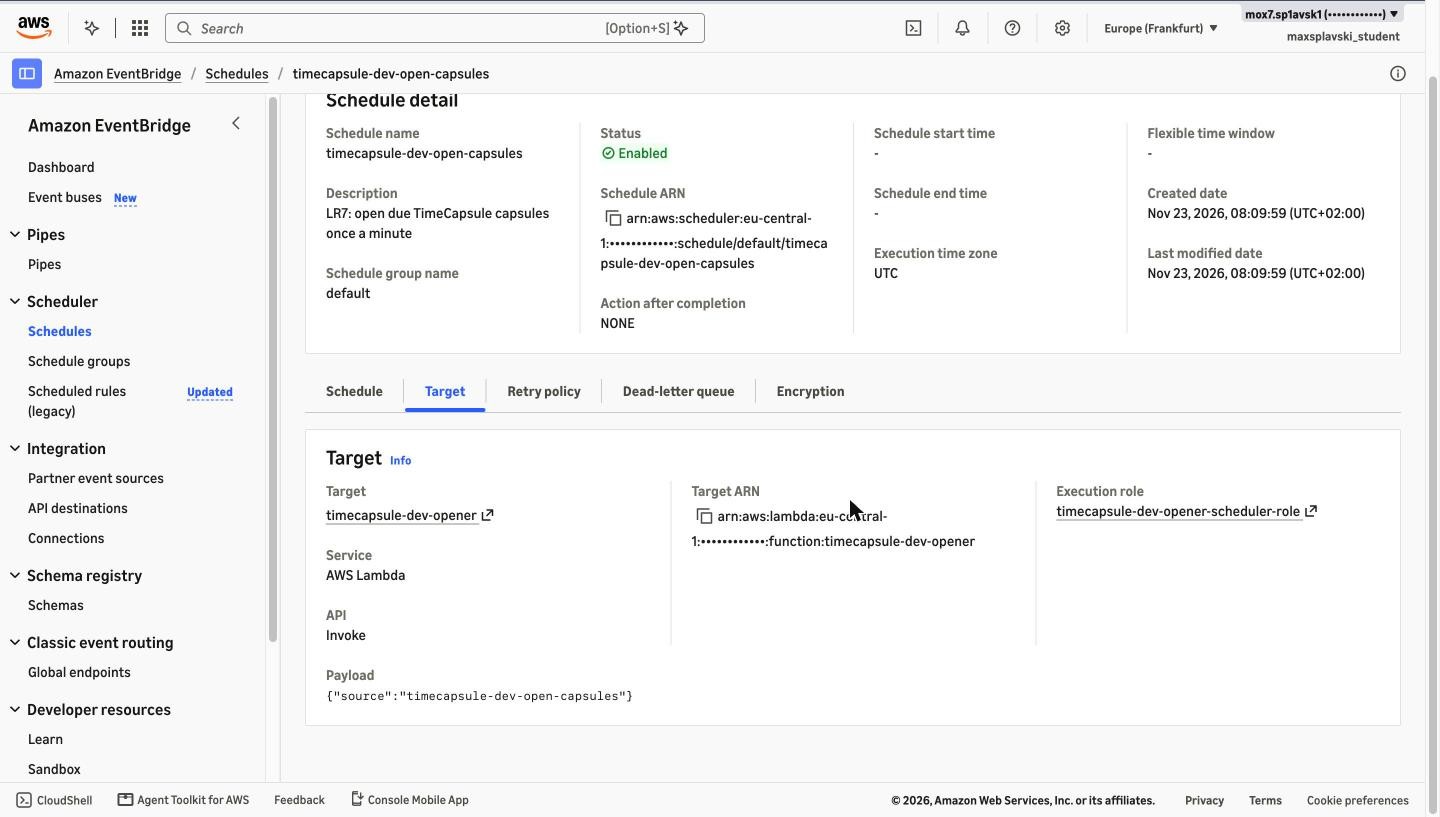 aws
Search
[Option+S]
Europe (Frankfurt)
mox7.sp1avsk1 (••••••••••••)
maxsplavski_student
Amazon EventBridge / Schedules / timecapsule-dev-open-capsules
Amazon EventBridge
Dashboard
Event buses New
Pipes
Pipes
Scheduler
Schedules
Schedule groups
Scheduled rules
(legacy)
Updated
Integration
Partner event sources
API destinations
Connections
Schema registry
Schemas
Classic event routing
Global endpoints
Developer resources
Learn
Sandbox
Schedule detail
Schedule name
timecapsule-dev-open-capsules
Description
LR7: open due TimeCapsule capsules
once a minute
Schedule group name
default
Status
Enabled
Schedule ARN
arn:aws:scheduler:eu-central-
1:••••••••••••:schedule/default/timeca
psule-dev-open-capsules
Action after completion
NONE
Schedule start time
-
Schedule end time
-
Execution time zone
UTC
Flexible time window
-
Created date
Nov 23, 2026, 08:09:59 (UTC+02:00)
Last modified date
Nov 23, 2026, 08:09:59 (UTC+02:00)
Schedule
Target
Retry policy
Dead-letter queue
Encryption
Target Info
Target
timecapsule-dev-opener
Service
AWS Lambda
API
Invoke
Payload
{"source":"timecapsule-dev-open-capsules"}
Target ARN
arn:aws:lambda:eu-central-
1:••••••••••••:function:timecapsule-dev-opener
Execution role
timecapsule-dev-opener-scheduler-role
CloudShell
Agent Toolkit for AWS
Feedback
Console Mobile App
© 2026, Amazon Web Services, Inc. or its affiliates.
Privacy
Terms
Cookie preferences